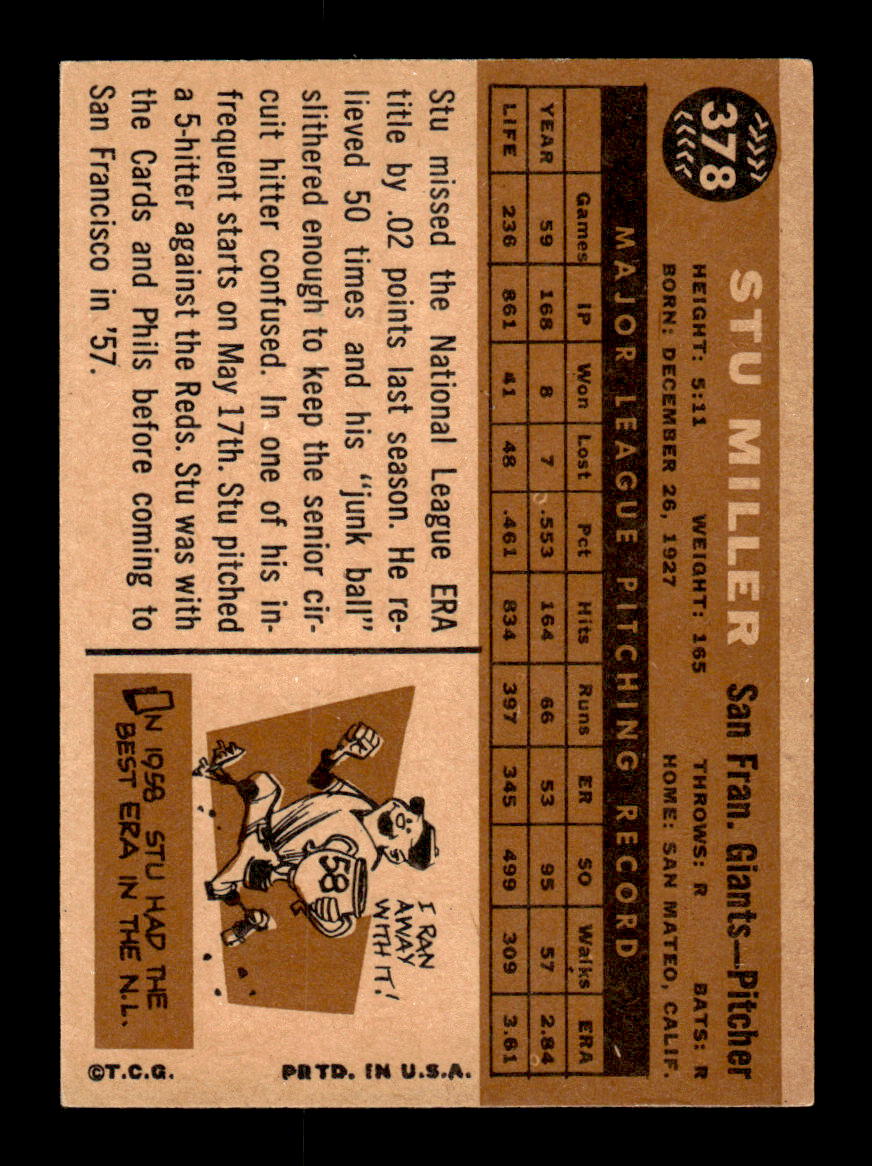 378
STU MILLER San Fran. Giants—Pitcher
HEIGHT: 5:11 WEIGHT: 165 THROWS: R BATS: R
BORN: DECEMBER 26, 1927 HOME: SAN MATEO, CALIF.
MAJOR LEAGUE PITCHING RECORD
Games IP Won Lost Pct Hits Runs ER SO Walks ERA
YEAR 59 168 8 7 .553 164 66 53 95 57 2.84
LIFE 236 861 41 48 .461 834 397 345 499 309 3.61
Stu missed the National League ERA
title by .02 points last season. He re-
lieved 50 times and his "junk ball"
slithered enough to keep the senior cir-
cuit hitter confused. In one of his in-
frequent starts on May 17th. Stu pitched
a 5-hitter against the Reds. Stu was with
the Cards and Phils before coming to
San Francisco in '57.
I RAN
AWAY
WITH IT!
58
IN 1958 STU HAD THE
BEST ERA IN THE N.L.
PRTD. IN U.S.A.
©T.C.G.